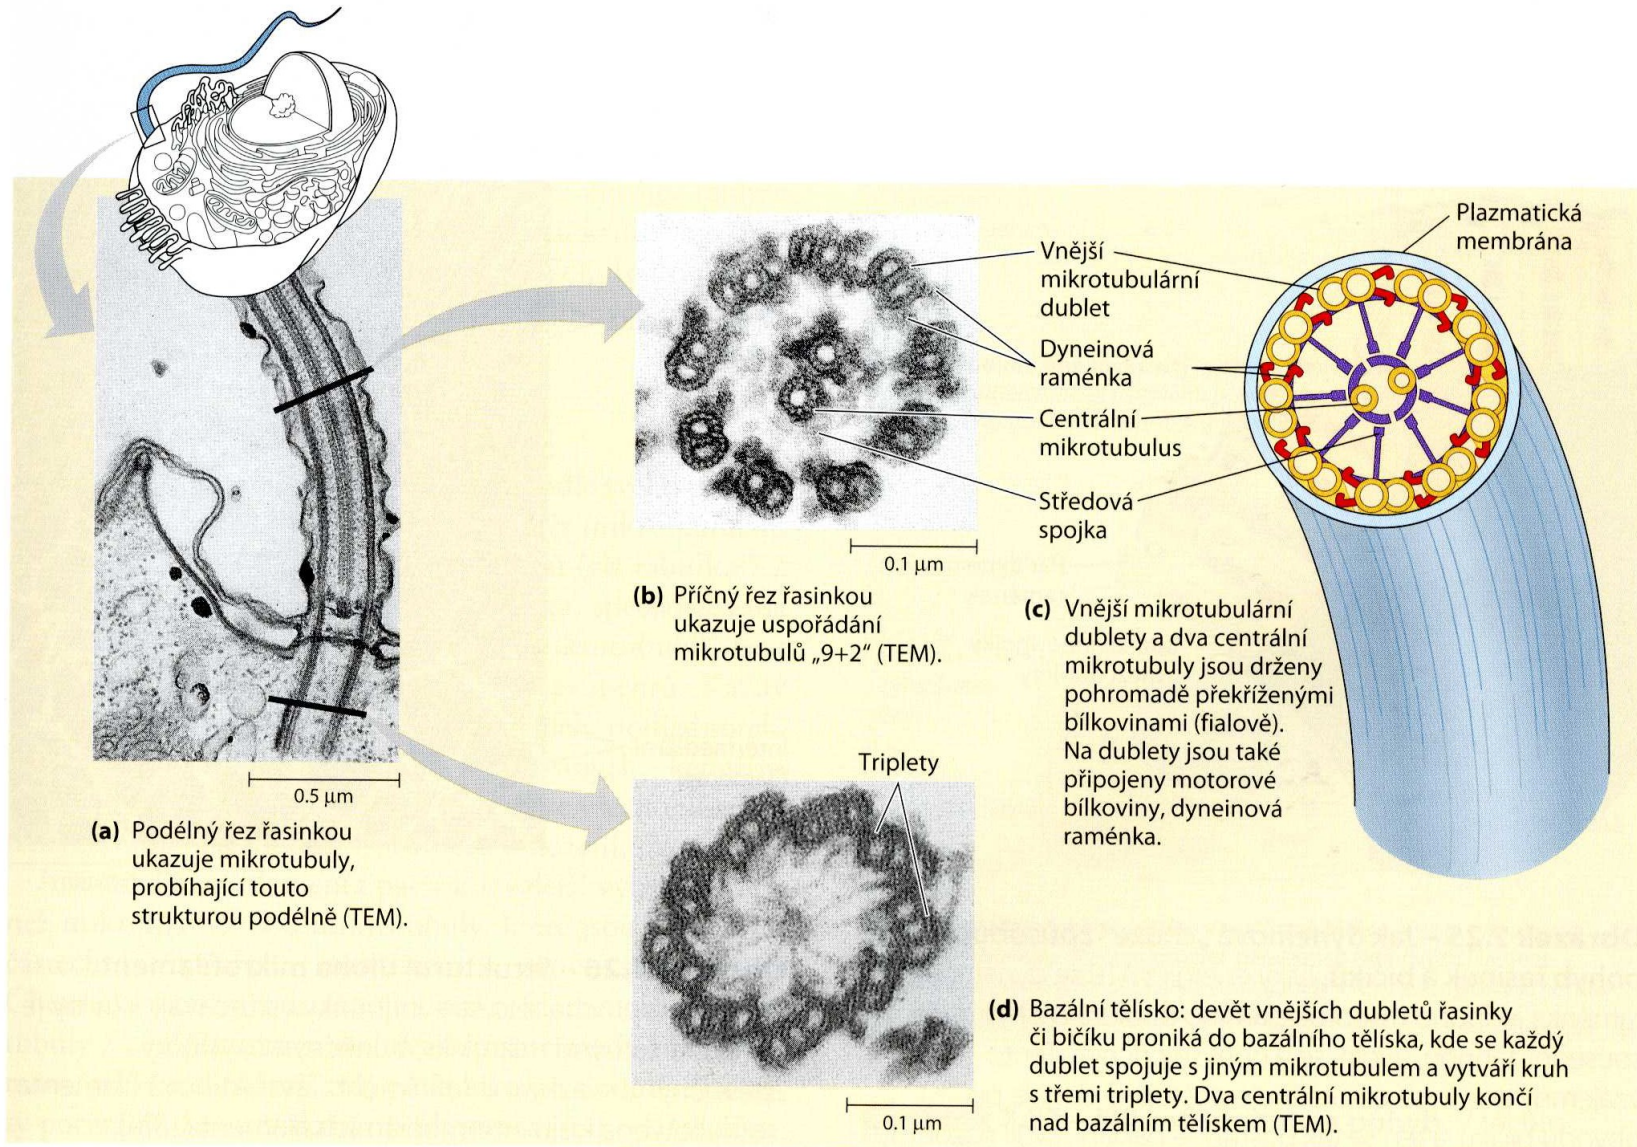 Plazmatická
membrána
Vnější
mikrotubulární
dublet
Dyneinová
raménka
Centrální
mikrotubulus
Středová
spojka
0.1 µm
(b) Příčný řez řasinkou
ukazuje uspořádání
mikrotubulů „9+2“ (TEM).
(c) Vnější mikrotubulární
dublety a dva centrální
mikrotubuly jsou drženy
pohromadě překříženými
bílkovinami (fialově).
Na dublety jsou také
připojeny motorové
bílkoviny, dyneinová
raménka.
0.5 µm
(a) Podélný řez řasinkou
ukazuje mikrotubuly,
probíhající touto
strukturou podélně (TEM).
Triplety
0.1 µm
(d) Bazální tělísko: devět vnějších dubletů řasinky
či bičíku proniká do bazálního tělíska, kde se každý
dublet spojuje s jiným mikrotubulem a vytváří kruh
s třemi triplety. Dva centrální mikrotubuly končí
nad bazálním tělískem (TEM).